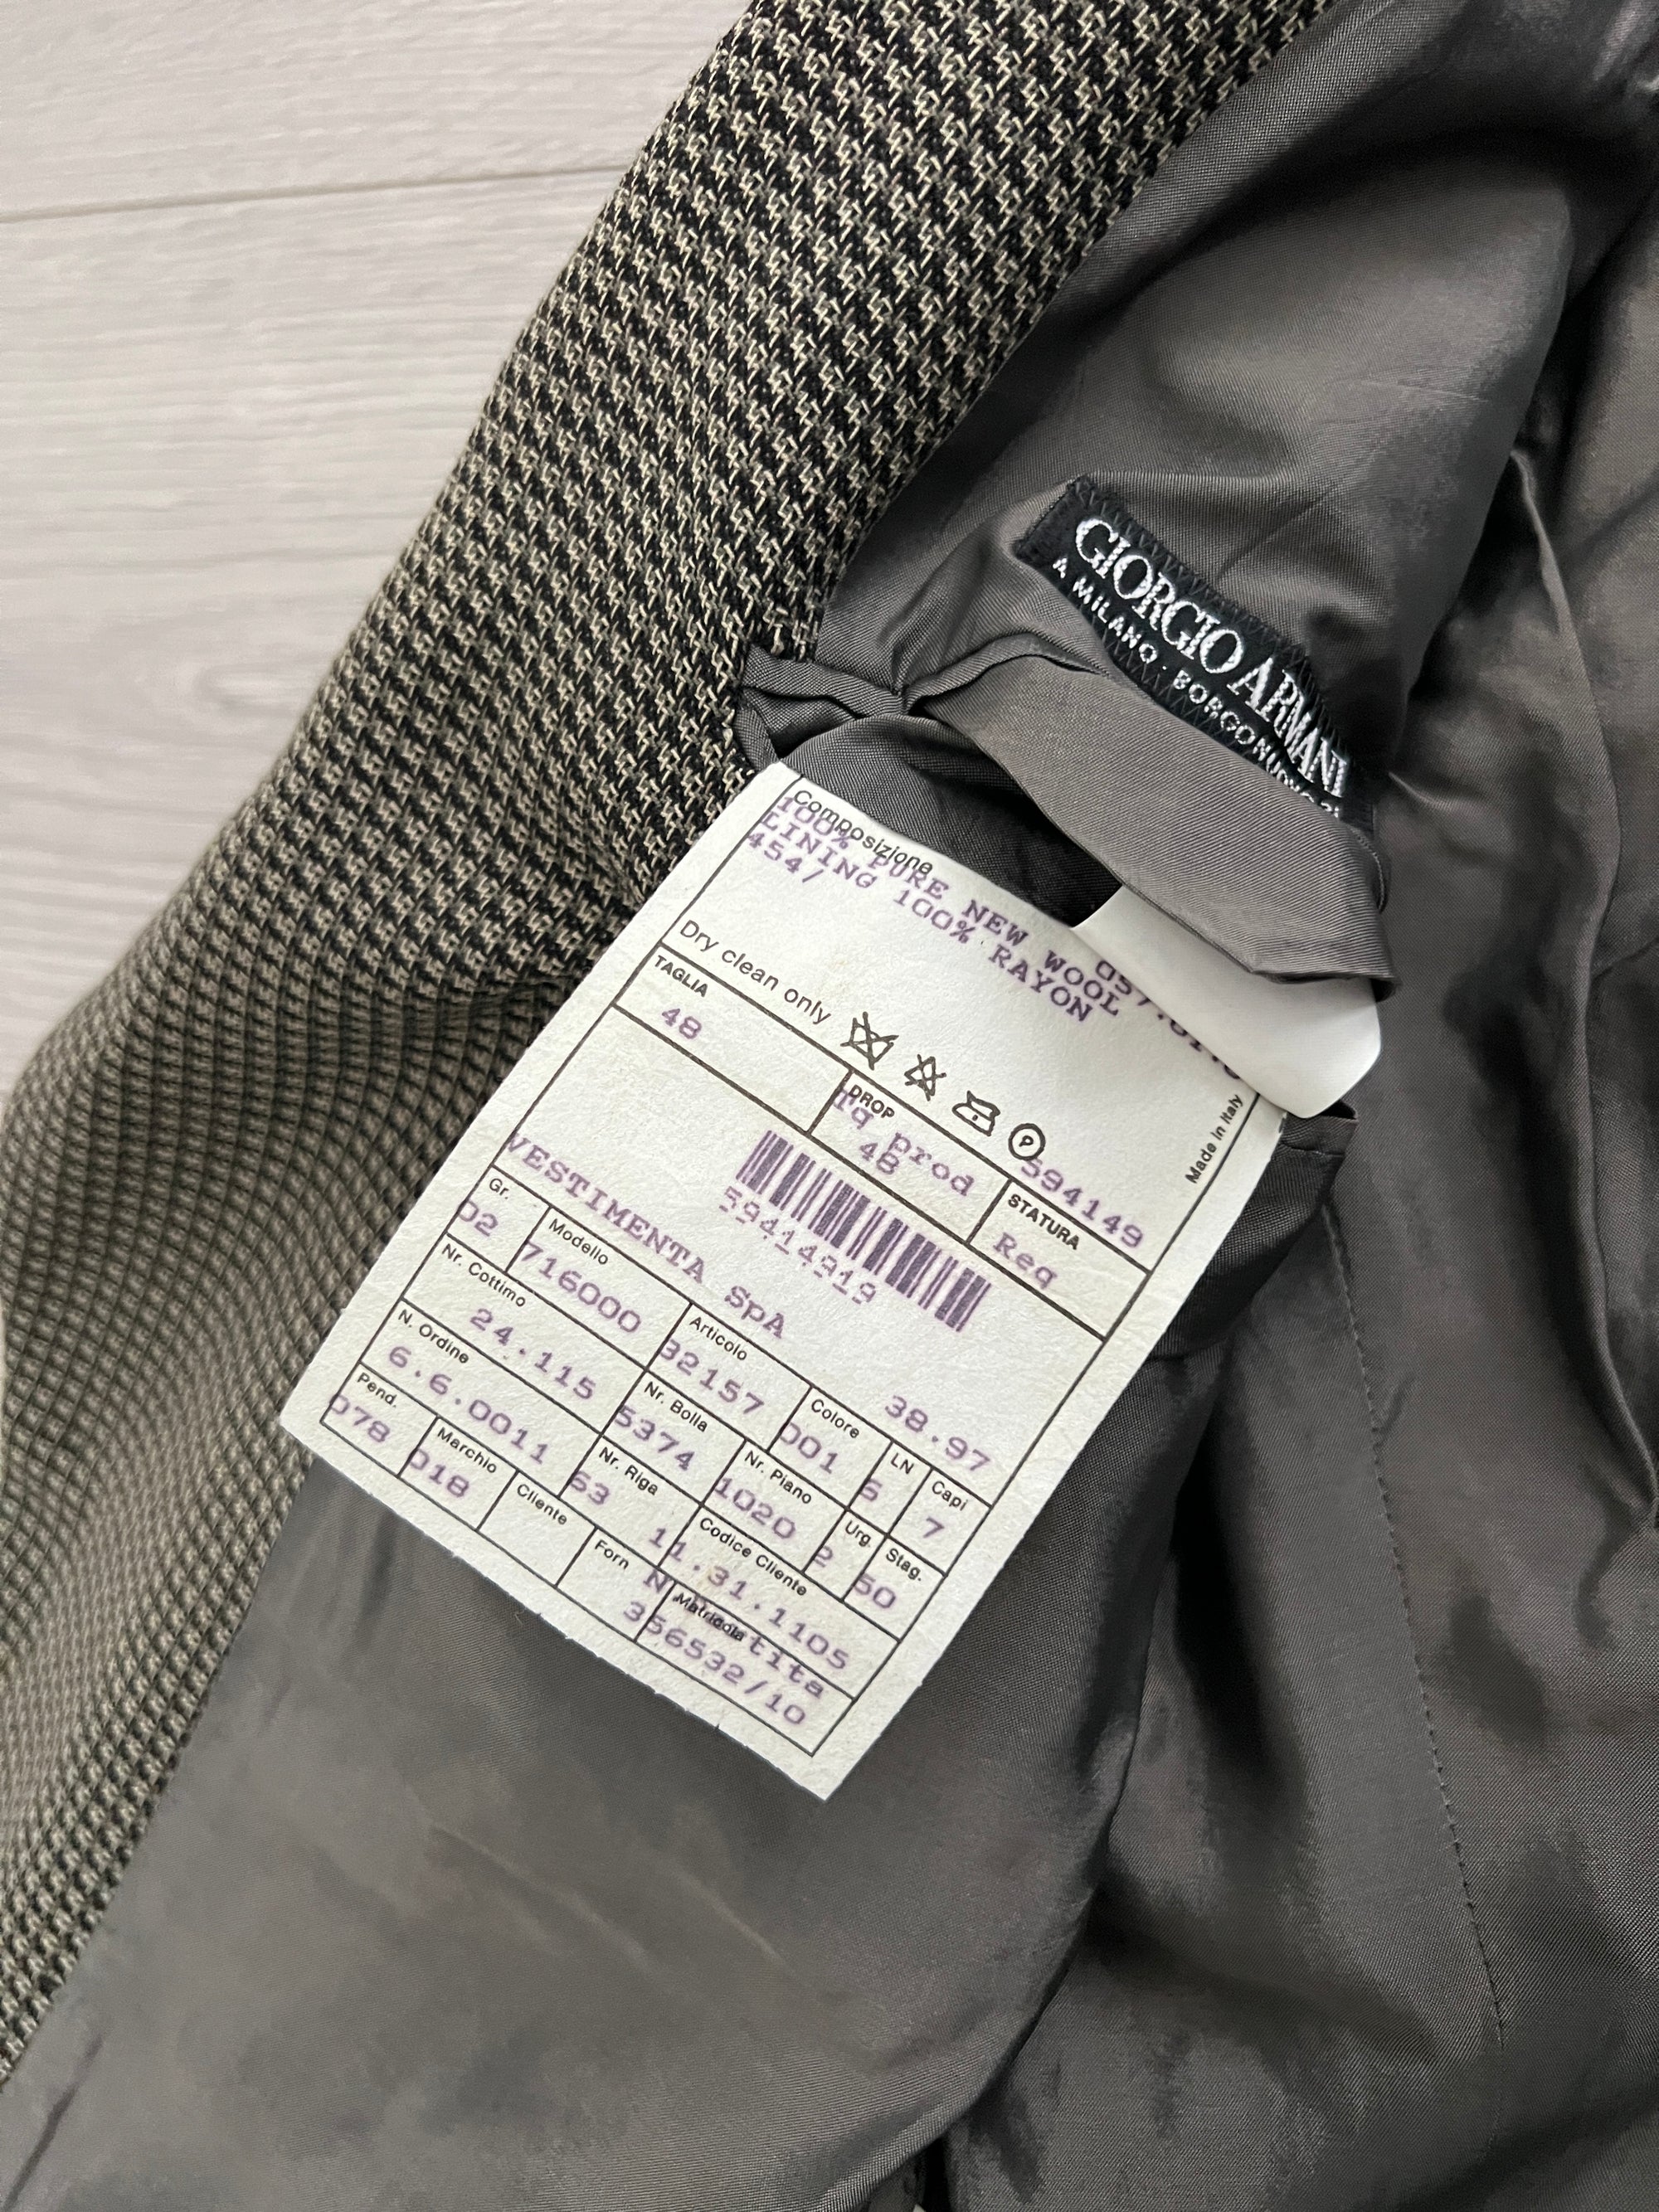 GIORGIO ARMANI
A MILANO · BORGONUOVO 21
Composizione
100% PURE NEW WOOL
LINING 100% RAYON
454/
Dry clean only
P
Made in Italy
TAGLIA
48
DROP
Tg prod
48
594149
STATURA
Reg
59414919
VESTIMENTA SpA
38.97
Gr.
02
Modello
716000
Articolo
32157
Colore
001
LN
6
Capi
7
Nr. Cottimo
24.115
Nr. Bolla
5374
Nr. Piano
1020
Urg.
2
Stag.
50
N. Ordine
6.6.0011
Nr. Riga
63
Codice Cliente
11.31.1105
Pend.
078
Marchio
018
Cliente
Forn
Matricola
356532/10